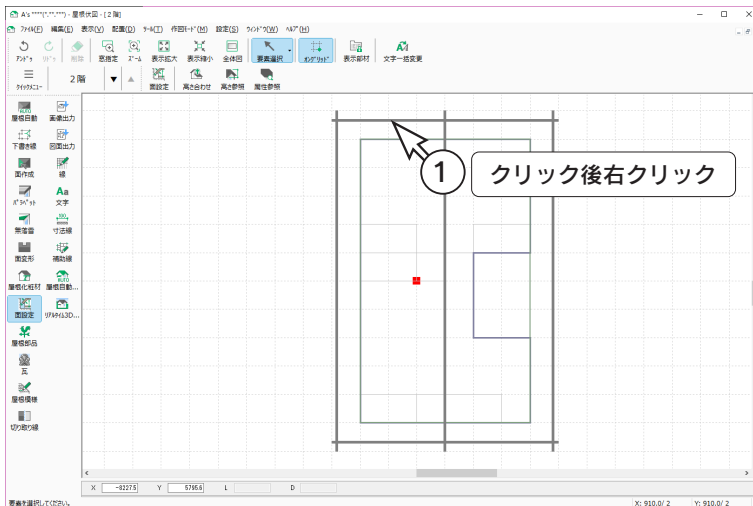 A's ****(*.**.***) - 屋根伏図 - [2 階]
ファイル(F) 編集(E) 表示(V) 配置(D) ツール(T) 作図モード(M) 設定(S) ウィンドウ(W) ヘルプ(H)
アンドゥ リドゥ 削除 窓指定 ズーム 表示拡大 表示縮小 全体図 要素選択 オングリッド 表示部材 文字一括変更
クイックメニュー 2 階 ▼ ▲ 面設定 高さ合わせ 高さ参照 属性参照
屋根自動 画像出力
下書き線 図面出力
面作成 線
Aa
パラペット 文字
無落雪 寸法線
面変形 補助線
屋根化粧材 屋根自動...
面設定 リアルタイム3D...
屋根部品
瓦
屋根模様
切り取り線
1 クリック後右クリック
X -8227.5 Y 5795.6 L D
要素を選択してください。 X: 910.0/ 2 Y: 910.0/ 2